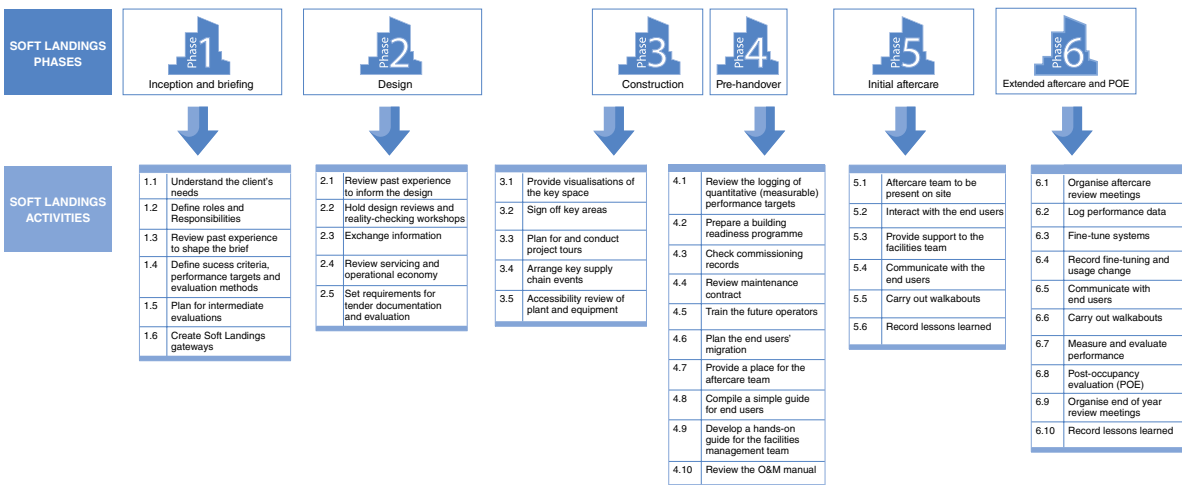 SOFT LANDINGS
PHASES
Phase 1
Inception and briefing
Phase 2
Design
Phase 3
Construction
Phase 4
Pre-handover
Phase 5
Initial aftercare
Phase 6
Extended aftercare and POE
SOFT LANDINGS
ACTIVITIES
1.1 Understand the client's
needs
1.2 Define roles and
Responsibilities
1.3 Review past experience
to shape the brief
1.4 Define sucess criteria,
performance targets and
evaluation methods
1.5 Plan for intermediate
evaluations
1.6 Create Soft Landings
gateways
2.1 Review past experience
to inform the design
2.2 Hold design reviews and
reality-checking workshops
2.3 Exchange information
2.4 Review servicing and
operational economy
2.5 Set requirements for
tender documentation
and evaluation
3.1 Provide visualisations of
the key space
3.2 Sign off key areas
3.3 Plan for and conduct
project tours
3.4 Arrange key supply
chain events
3.5 Accessibility review of
plant and equipment
4.1 Review the logging of
quantitative (measurable)
performance targets
4.2 Prepare a building
readiness programme
4.3 Check commissioning
records
4.4 Review maintenance
contract
4.5 Train the future operators
4.6 Plan the end users'
migration
4.7 Provide a place for the
aftercare team
4.8 Compile a simple guide
for end users
4.9 Develop a hands-on
guide for the facilities
management team
4.10 Review the O&M manual
5.1 Aftercare team to be
present on site
5.2 Interact with the end users
5.3 Provide support to the
facilities team
5.4 Communicate with the
end users
5.5 Carry out walkabouts
5.6 Record lessons learned
6.1 Organise aftercare
review meetings
6.2 Log performance data
6.3 Fine-tune systems
6.4 Record fine-tuning and
usage change
6.5 Communicate with
end users
6.6 Carry out walkabouts
6.7 Measure and evaluate
performance
6.8 Post-occupancy
evaluation (POE)
6.9 Organise end of year
review meetings
6.10 Record lessons learned